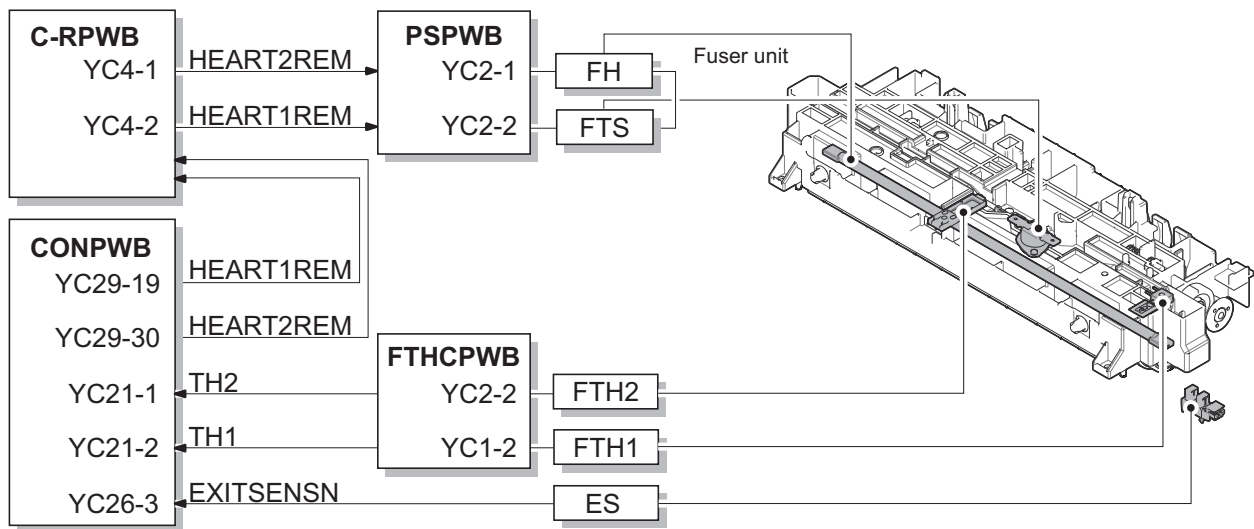 C-RPWB
YC4-1
YC4-2
HEART2REM
HEART1REM
PSPWB
YC2-1
YC2-2
FH
FTS
Fuser unit
CONPWB
YC29-19
YC29-30
YC21-1
YC21-2
YC26-3
HEART1REM
HEART2REM
TH2
TH1
EXITSENSN
FTHCPWB
YC2-2
YC1-2
FTH2
FTH1
ES